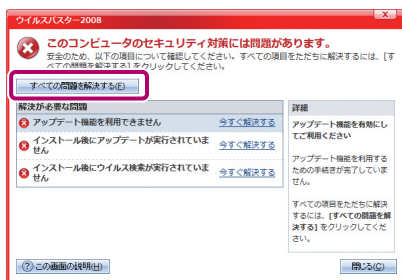 ウイルスバスター2008
このコンピュータのセキュリティ対策には問題があります。
安全のため、以下の項目について確認してください。すべての項目をただちに解決するには、[す
べての問題を解決する] をクリックしてください。
すべての問題を解決する(F)
解決が必要な問題
アップデート機能を利用できません 今すぐ解決する
インストール後にアップデートが実行されていま
せん 今すぐ解決する
インストール後にウイルス検索が実行されていま
せん 今すぐ解決する
詳細
アップデート機能を有効にし
てご利用ください
アップデート機能を利用する
ための手続きが完了していま
せん。
すべての項目をただちに解決
するには、[すべての問題を解
決する] をクリックしてくだ
さい。
この画面の説明(H)
閉じる(C)